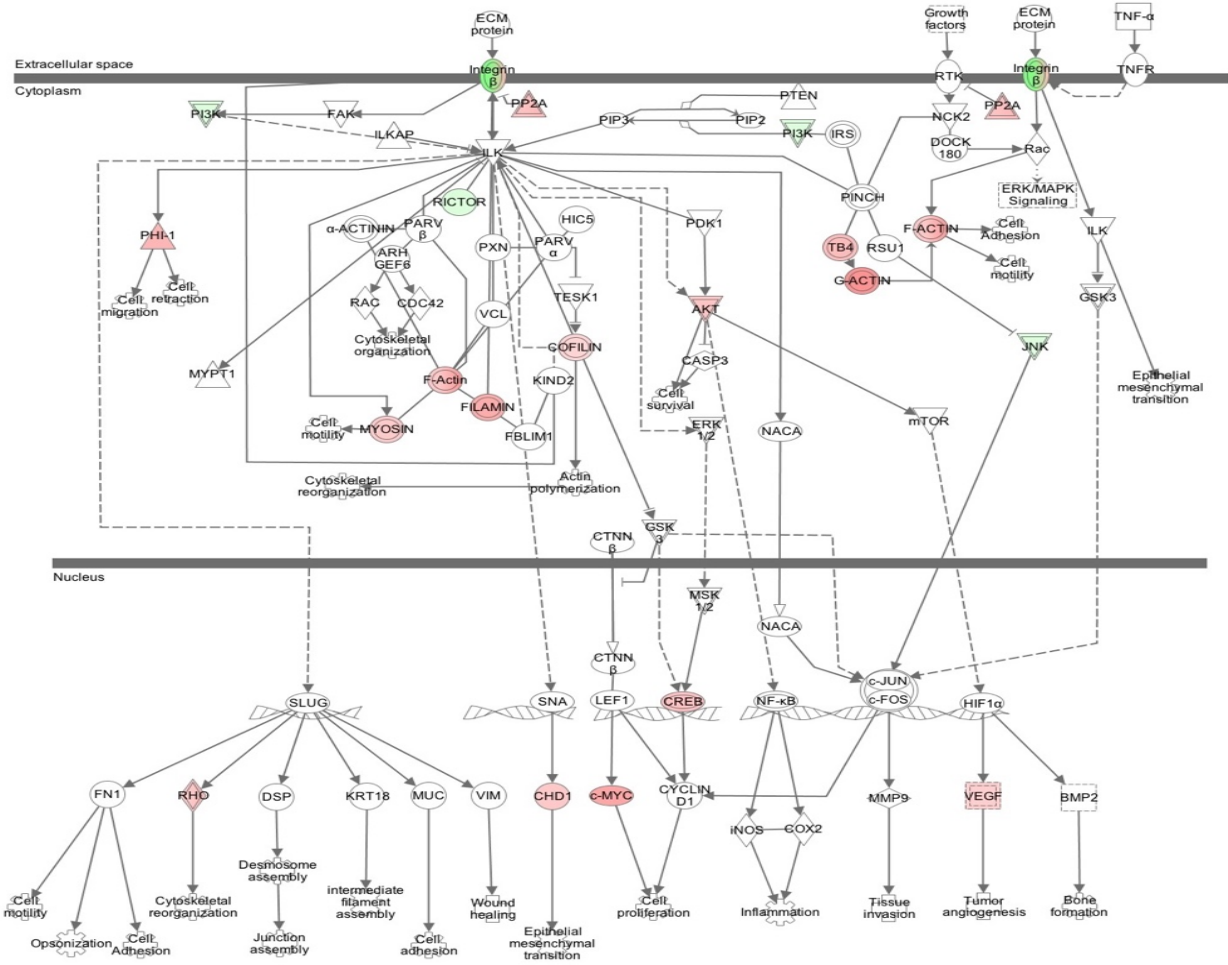 ECM
protein
Growth
factors
ECM
protein
TNF-α
Extracellular space
Integrin
β
RTK
Integrin
β
TNFR
Cytoplasm
PI3K
FAK
PP2A
PTEN
PP2A
ILKAP
PIP3
PIP2
PI3K
IRS
NCK2
DOCK
180
Rac
ILK
ERK/MAPK
Signaling
PINCH
RICTOR
PHI-1
α-ACTININ
PARV
β
HIC5
PDK1
F-ACTIN
Cell
Adhesion
ILK
ARH
GEF6
PXN
PARV
α
TB4
RSU1
Cell
motility
G-ACTIN
Cell
migration
Cell
retraction
RAC
CDC42
TESK1
AKT
GSK3
VCL
Cytoskeletal
organization
COFILIN
CASP3
JNK
MYPT1
F-Actin
KIND2
Cell
survival
Epithelial
mesenchymal
transition
FILAMIN
Cell
motility
MYOSIN
FBLIM1
ERK
1/2
NACA
mTOR
Cytoskeletal
reorganization
Actin
polymerization
CTNN
β
GSK
3
Nucleus
MSK
1/2
NACA
CTNN
β
c-JUN
c-FOS
SLUG
SNA
LEF1
CREB
NF-κB
HIF1α
FN1
RHO
DSP
KRT18
MUC
VIM
CHD1
c-MYC
CYCLIN
D1
MMP9
VEGF
BMP2
iNOS
COX2
Desmosome
assembly
Cell
motility
Cytoskeletal
reorganization
intermediate
filament
assembly
Wound
healing
Cell
proliferation
Inflammation
Tissue
invasion
Tumor
angiogenesis
Bone
formation
Opsonization
Cell
Adhesion
Junction
assembly
Cell
adhesion
Epithelial
mesenchymal
transition